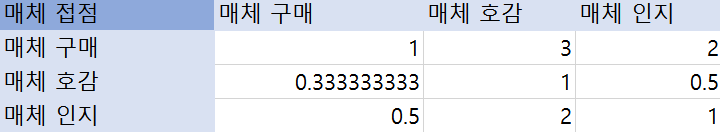 매체 접점 매체 구매 매체 호감 매체 인지
매체 구매 1 3 2
매체 호감 0.333333333 1 0.5
매체 인지 0.5 2 1